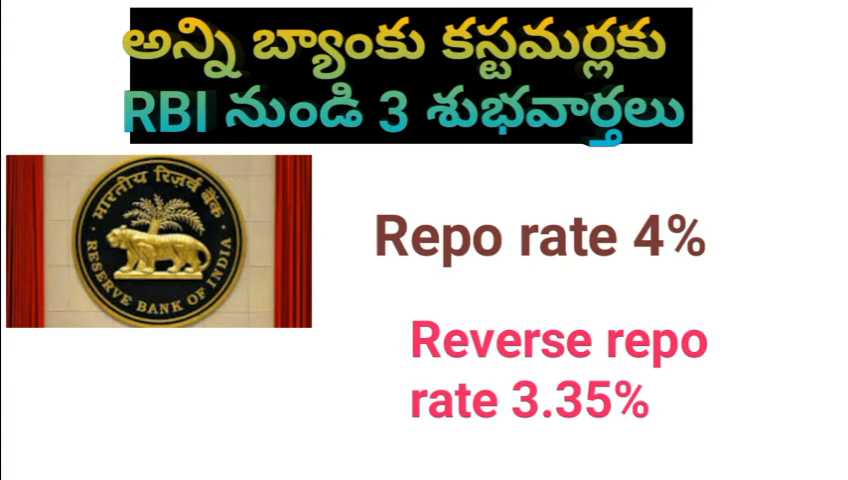 అన్ని బ్యాంకు కస్టమర్లకు
RBI నుండి 3 శుభవార్తలు
भारतीय रिज़र्व बैंक
RESERVE BANK OF INDIA
Repo rate 4%
Reverse repo
rate 3.35%